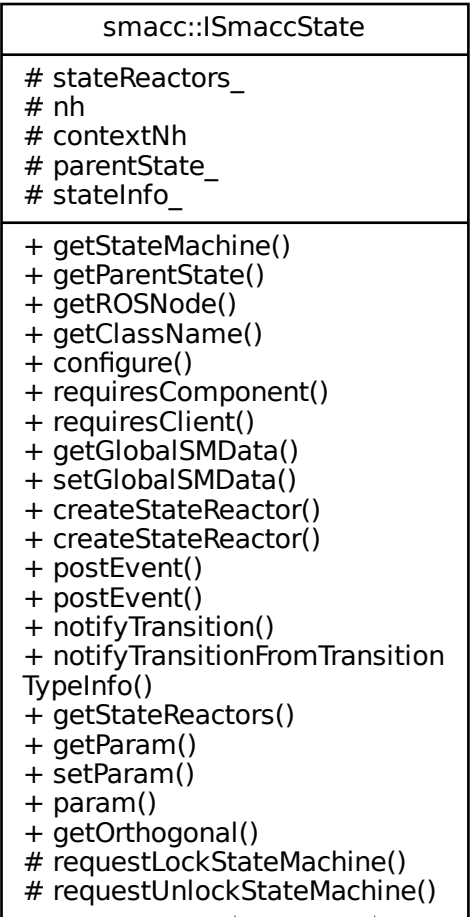 smacc::ISmaccState
# stateReactors_
# nh
# contextNh
# parentState_
# stateInfo_
+ getStateMachine()
+ getParentState()
+ getROSNode()
+ getClassName()
+ configure()
+ requiresComponent()
+ requiresClient()
+ getGlobalSMData()
+ setGlobalSMData()
+ createStateReactor()
+ createStateReactor()
+ postEvent()
+ postEvent()
+ notifyTransition()
+ notifyTransitionFromTransition
TypeInfo()
+ getStateReactors()
+ getParam()
+ setParam()
+ param()
+ getOrthogonal()
# requestLockStateMachine()
# requestUnlockStateMachine()